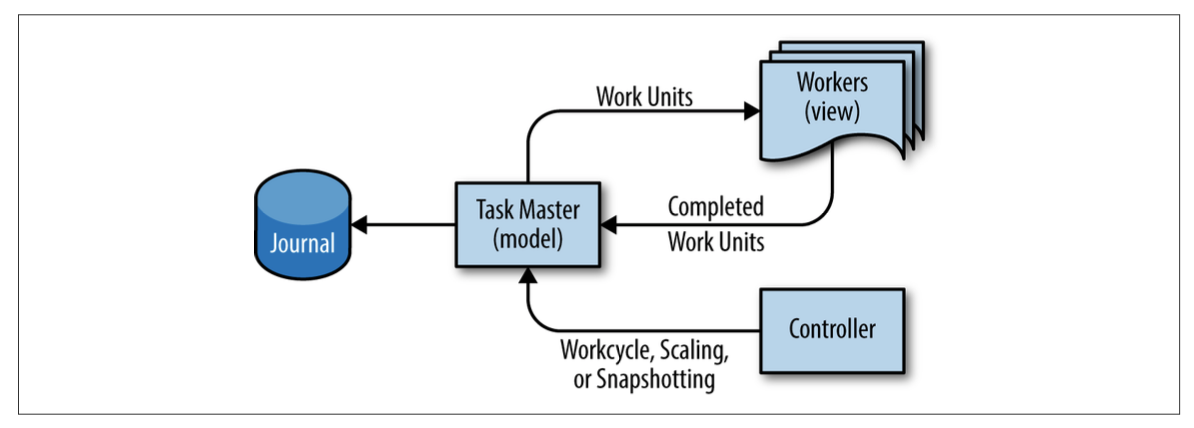 Workers
(view)
Work Units
Task Master
(model)
Completed
Work Units
Journal
Controller
Workcycle, Scaling,
or Snapshotting